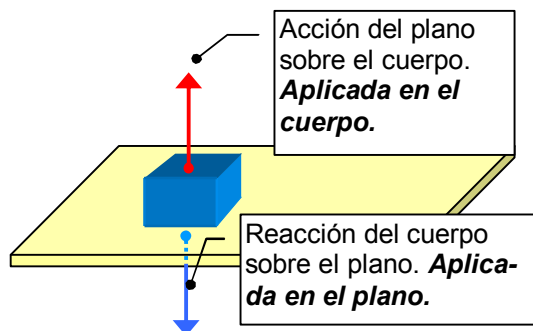 Acción del plano
sobre el cuerpo.
Aplicada en el
cuerpo.
Reacción del cuerpo
sobre el plano. Aplica-
da en el plano.